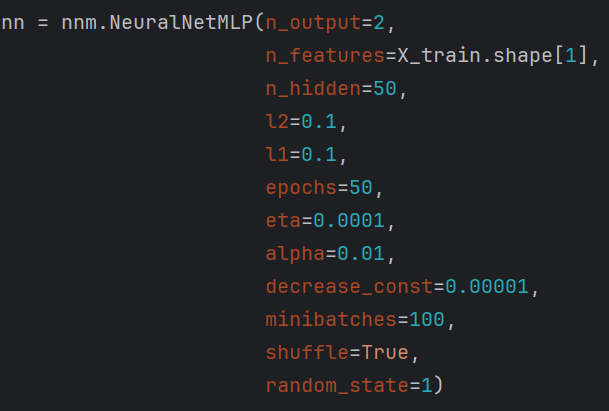 nn = nnm.NeuralNetMLP(n_output=2,
n_features=X_train.shape[1],
n_hidden=50,
l2=0.1,
l1=0.1,
epochs=50,
eta=0.0001,
alpha=0.01,
decrease_const=0.00001,
minibatches=100,
shuffle=True,
random_state=1)